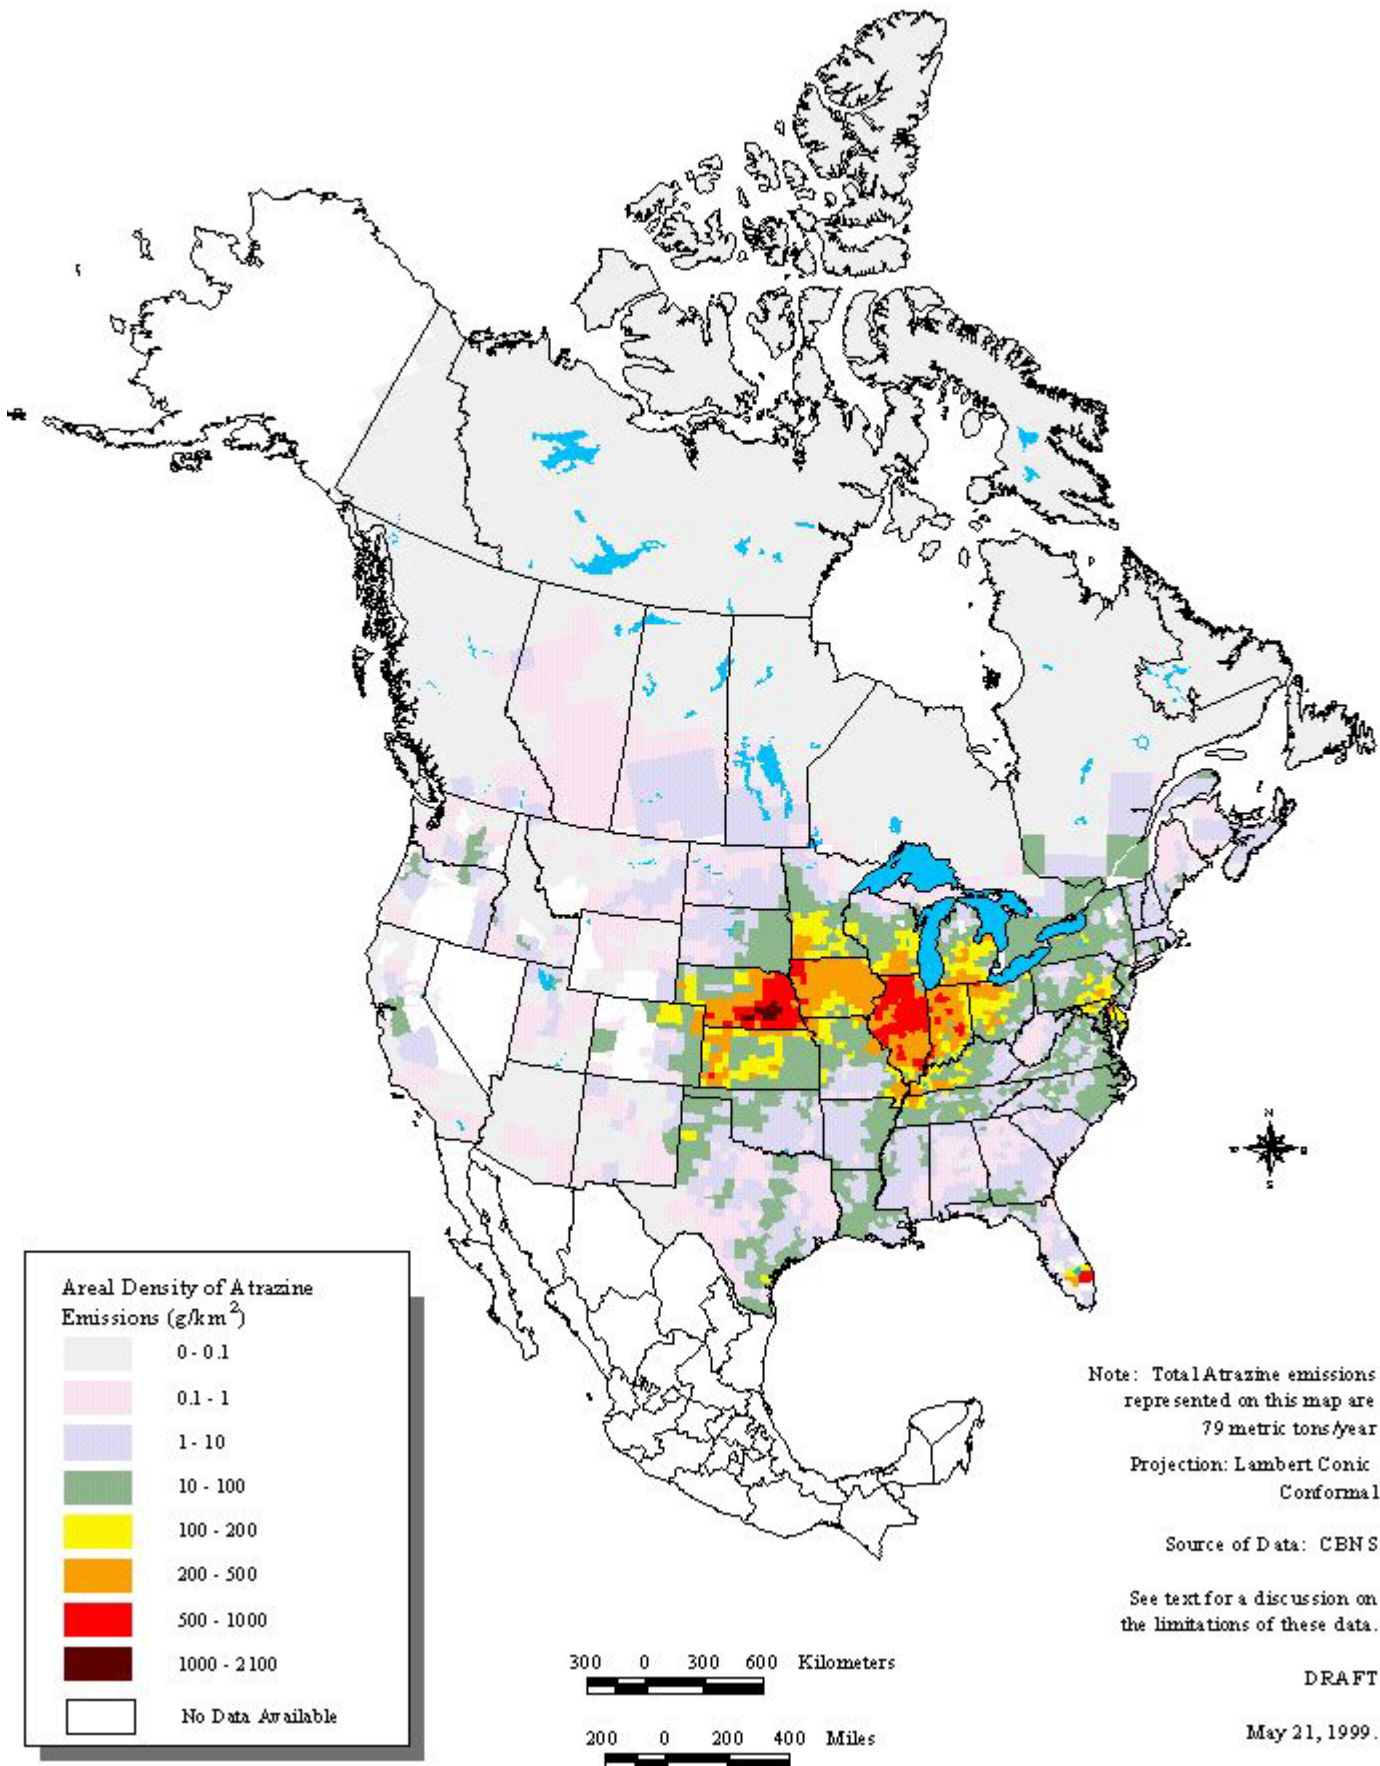 N
S
Areal Density of Atrazine
Emissions (g/km2)
0 - 0.1
0.1 - 1
1 - 10
10 - 100
100 - 200
200 - 500
500 - 1000
1000 - 2100
No Data Available
Note: Total Atrazine emissions
represented on this map are
79 metric tons/year
Projection: Lambert Conic
Conformal
Source of Data: CBNS
See text for a discussion on
the limitations of these data.
DRAFT
May 21, 1999.
300 0 300 600 Kilometers
200 0 200 400 Miles